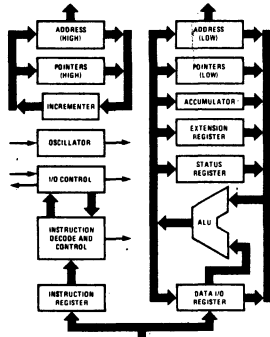 ADDRESS
(HIGH)
POINTERS
(HIGH)
INCREMENTER
OSCILLATOR
I/O CONTROL
INSTRUCTION
DECODE AND
CONTROL
INSTRUCTION
REGISTER
ADDRESS
(LOW)
POINTERS
(LOW)
ACCUMULATOR
EXTENSION
REGISTER
STATUS
REGISTER
ALU
DATA I/O
REGISTER